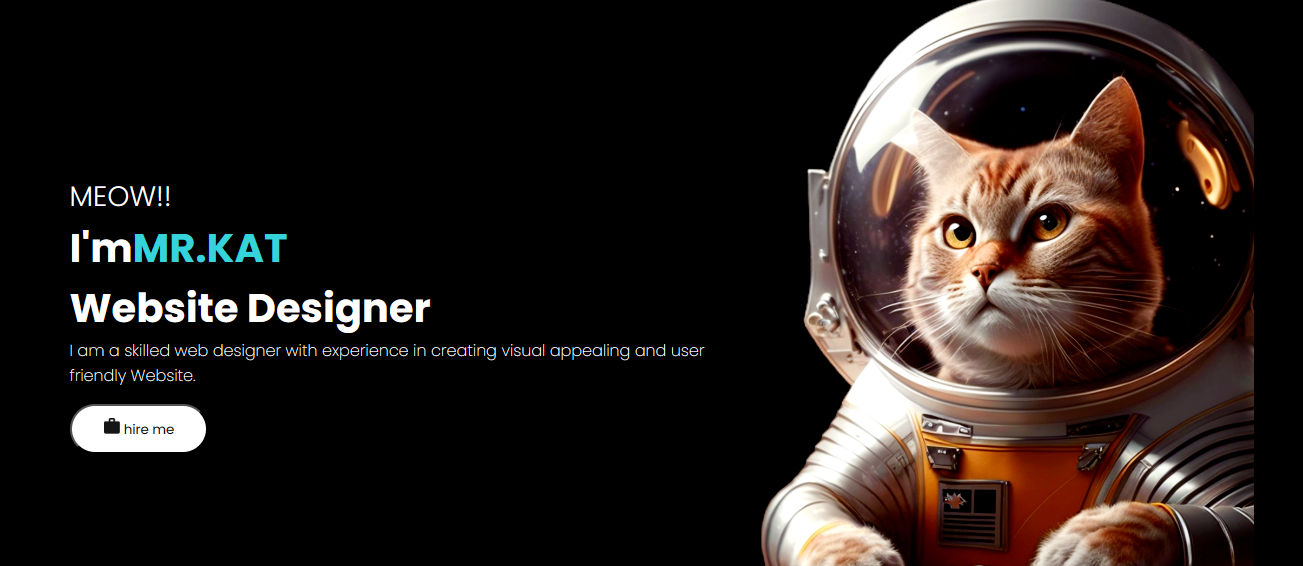 MEOW!!
I'mMR.KAT
Website Designer
I am a skilled web designer with experience in creating visual appealing and user
friendly Website.
hire me